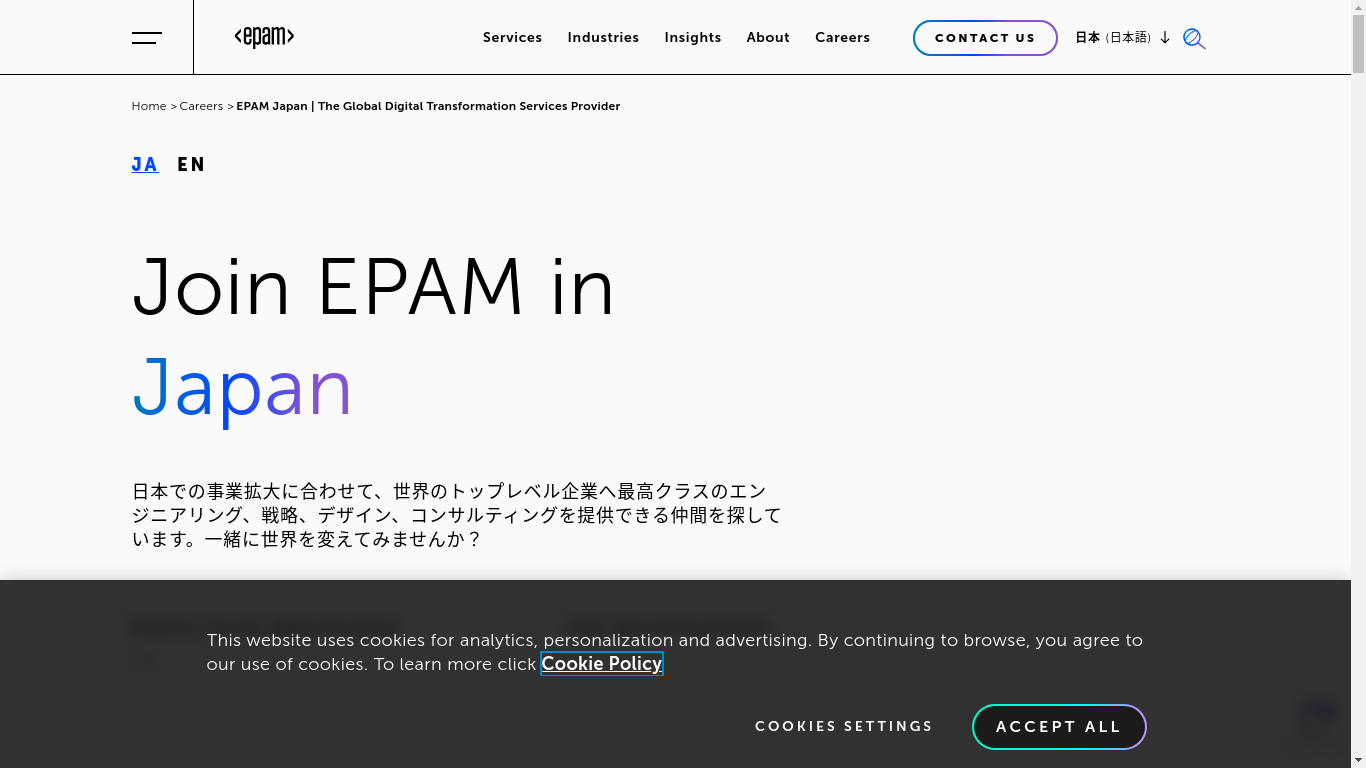 <epam>
Services Industries Insights About Careers CONTACT US 日本 (日本語)
Home > Careers > EPAM Japan | The Global Digital Transformation Services Provider
JA EN
Join EPAM in
Japan
日本での事業拡大に合わせて、世界のトップレベル企業へ最高クラスのエン
ジニアリング、戦略、デザイン、コンサルティングを提供できる仲間を探して
います。一緒に世界を変えてみませんか？
This website uses cookies for analytics, personalization and advertising. By continuing to browse, you agree to
our use of cookies. To learn more click Cookie Policy
COOKIES SETTINGS ACCEPT ALL